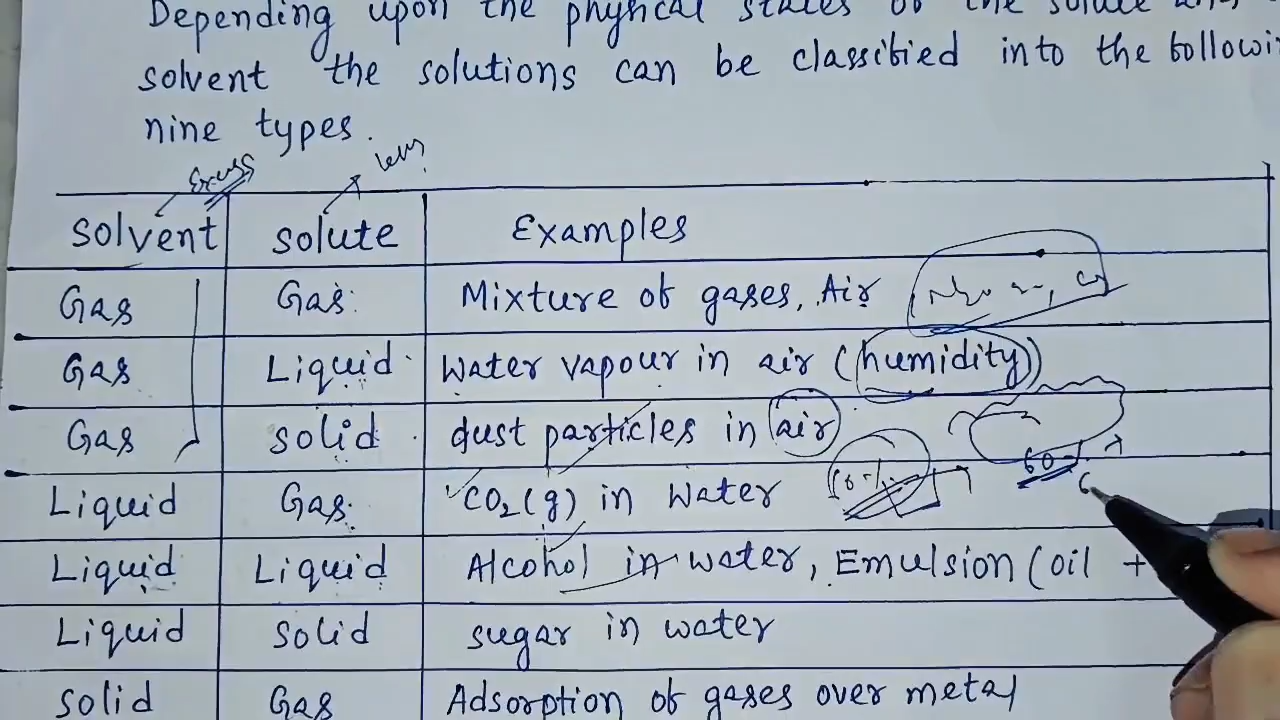 Depending upon the physical states of the solute and
solvent the solutions can be classified into the followi
nine types.
Excess less
Solvent solute Examples
Gas Gas Mixture of gases, Air
Gas Liquid Water vapour in air (humidity)
Gas solid dust particles in air
Liquid Gas CO₂(g) in Water
Liquid Liquid Alcohol in water, Emulsion (oil +
Liquid solid sugar in water
solid Gas Adsorption of gases over metal